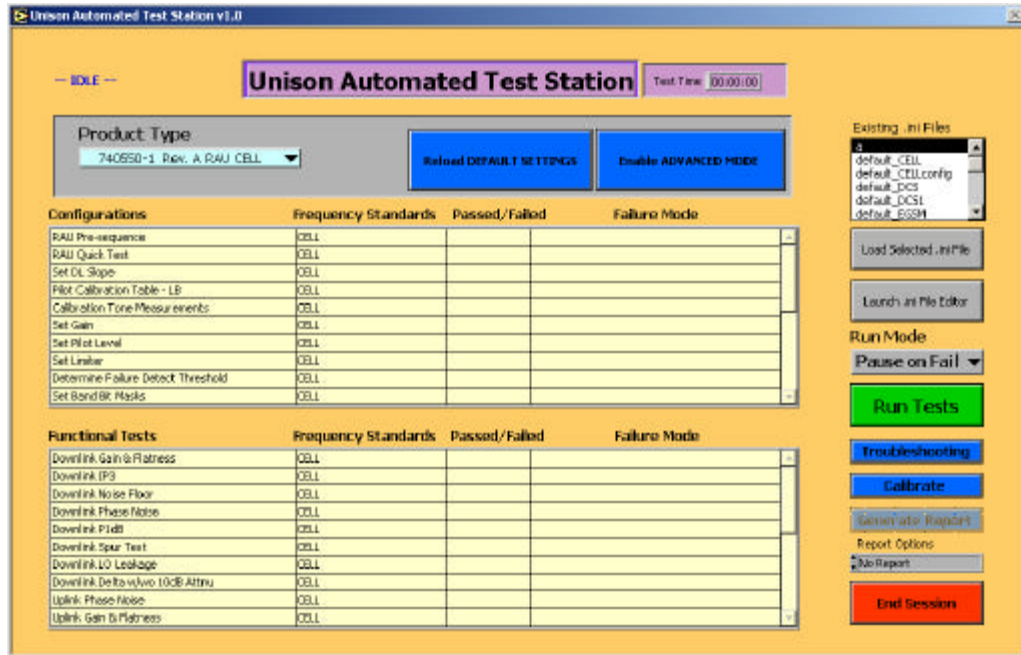 Unison Automated Test Station v1.0
-- IDLE --
Unison Automated Test Station
Test Time 00:00:00
Product Type
740550-1 Rev. A RAU CELL
Reload DEFAULT SETTINGS
Enable ADVANCED MODE
Existing .ini Files
a
default_CELL
default_CELLconfig
default_DCS
default_DCS1
default_EGSM
Load Selected .ini File
Launch .ini File Editor
Run Mode
Pause on Fail
Run Tests
Troubleshooting
Calibrate
Generate Report
Report Options
No Report
End Session
Configurations Frequency Standards Passed/Failed Failure Mode
RAU Pre-sequence CELL
RAU Quick Test CELL
Set DL Slope CELL
Pilot Calibration Table - LB CELL
Calibration Tone Measurements CELL
Set Gain CELL
Set Pilot Level CELL
Set Limiter CELL
Determine Failure Detect Threshold CELL
Set Band Bit Masks CELL
Functional Tests Frequency Standards Passed/Failed Failure Mode
Downlink Gain & Flatness CELL
Downlink IP3 CELL
Downlink Noise Floor CELL
Downlink Phase Noise CELL
Downlink P1dB CELL
Downlink Spur Test CELL
Downlink LO Leakage CELL
Downlink Delta w/wo 10dB Attnu CELL
Uplink Phase Noise CELL
Uplink Gain & Flatness CELL